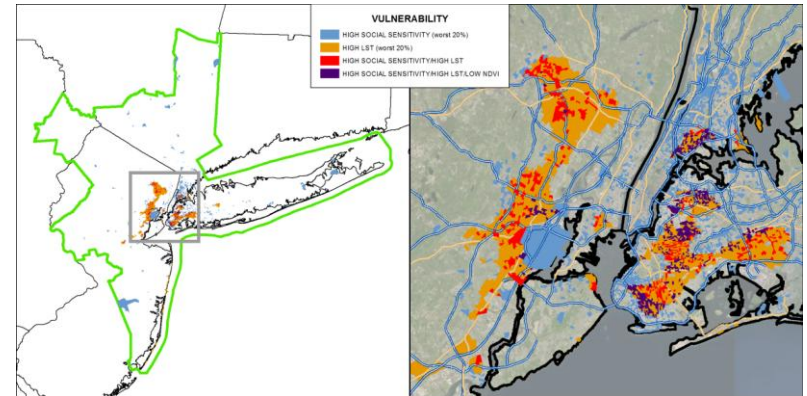 VULNERABILITY
HIGH SOCIAL SENSITIVITY (worst 20%)
HIGH LST (worst 20%)
HIGH SOCIAL SENSITIVITY/HIGH LST
HIGH SOCIAL SENSITIVITY/HIGH LST/LOW NDVI